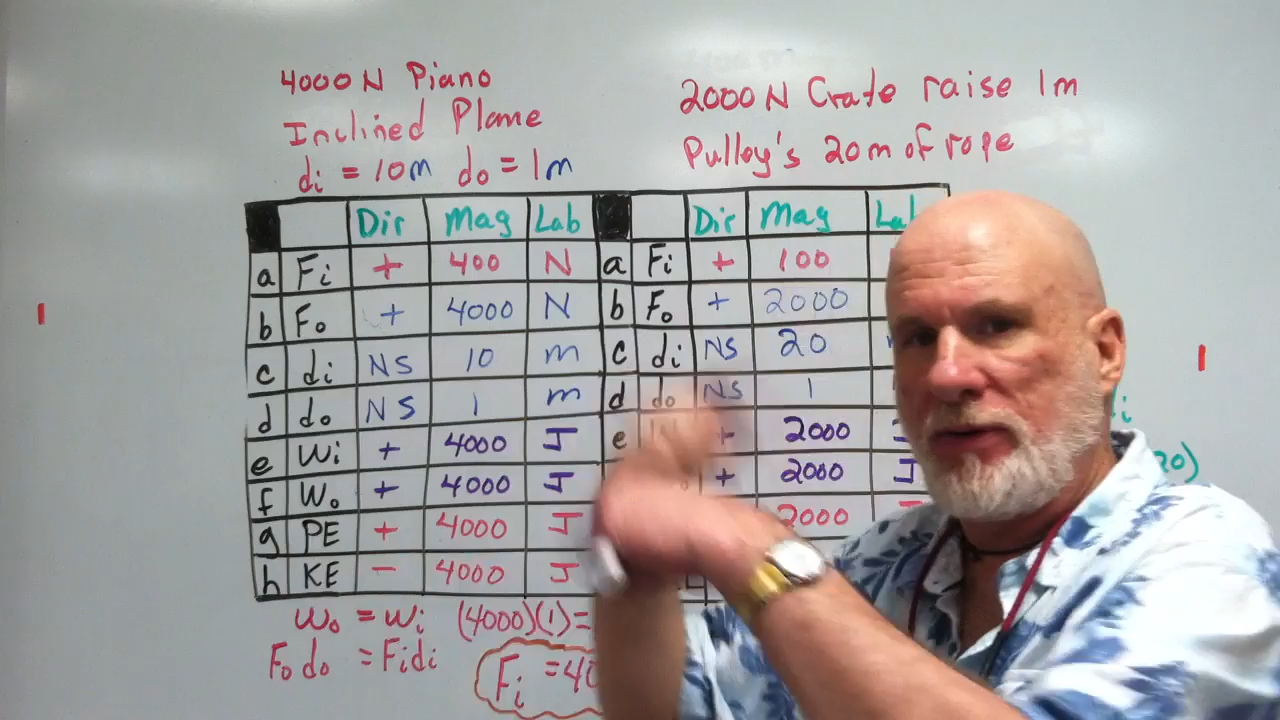 4000 N Piano
Inclined Plane
di = 10m do = 1m
2000 N Crate raise 1m
Pulley's 20m of rope
Dir Mag Lab Dir Mag
a Fi + 400 N a Fi + 100
b Fo + 4000 N b Fo + 2000
c di NS 10 m c di NS 20
d do NS 1 m d do NS 1
e Wi + 4000 J e + 2000
f Wo + 4000 J + 2000 J
g PE + 4000 J 2000
h KE - 4000 J
Wo = Wi (4000)(1)=
Fo do = Fi di
Fi = 40
20)